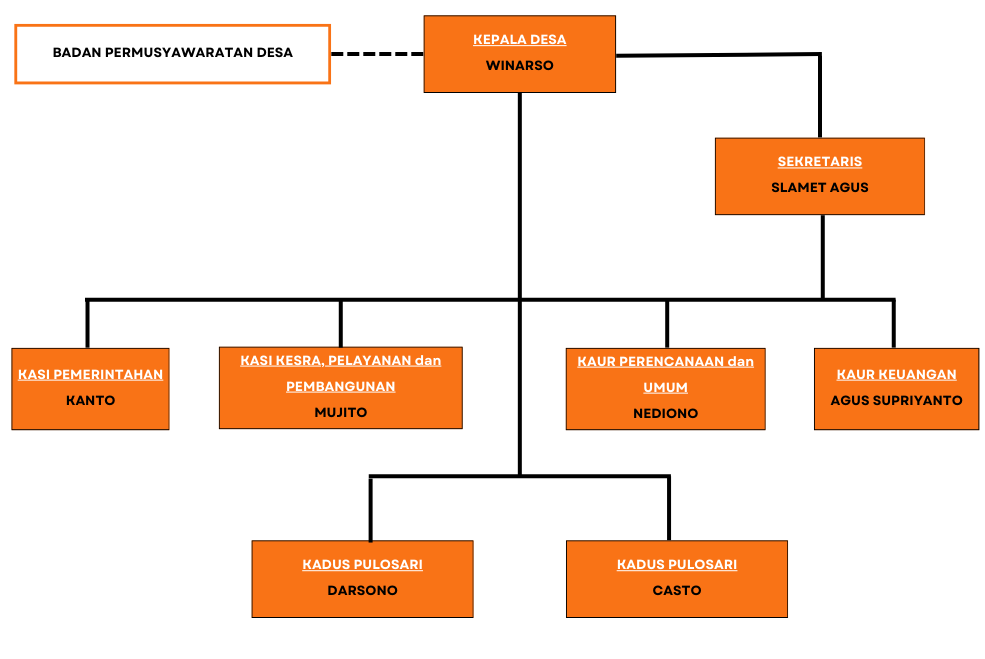 BADAN PERMUSYAWARATAN DESA
KEPALA DESA
WINARSO
SEKRETARIS
SLAMET AGUS
KASI PEMERINTAHAN
KANTO
KASI KESRA, PELAYANAN dan
PEMBANGUNAN
MUJITO
KAUR PERENCANAAN dan
UMUM
NEDIONO
KAUR KEUANGAN
AGUS SUPRIYANTO
KADUS PULOSARI
DARSONO
KADUS PULOSARI
CASTO